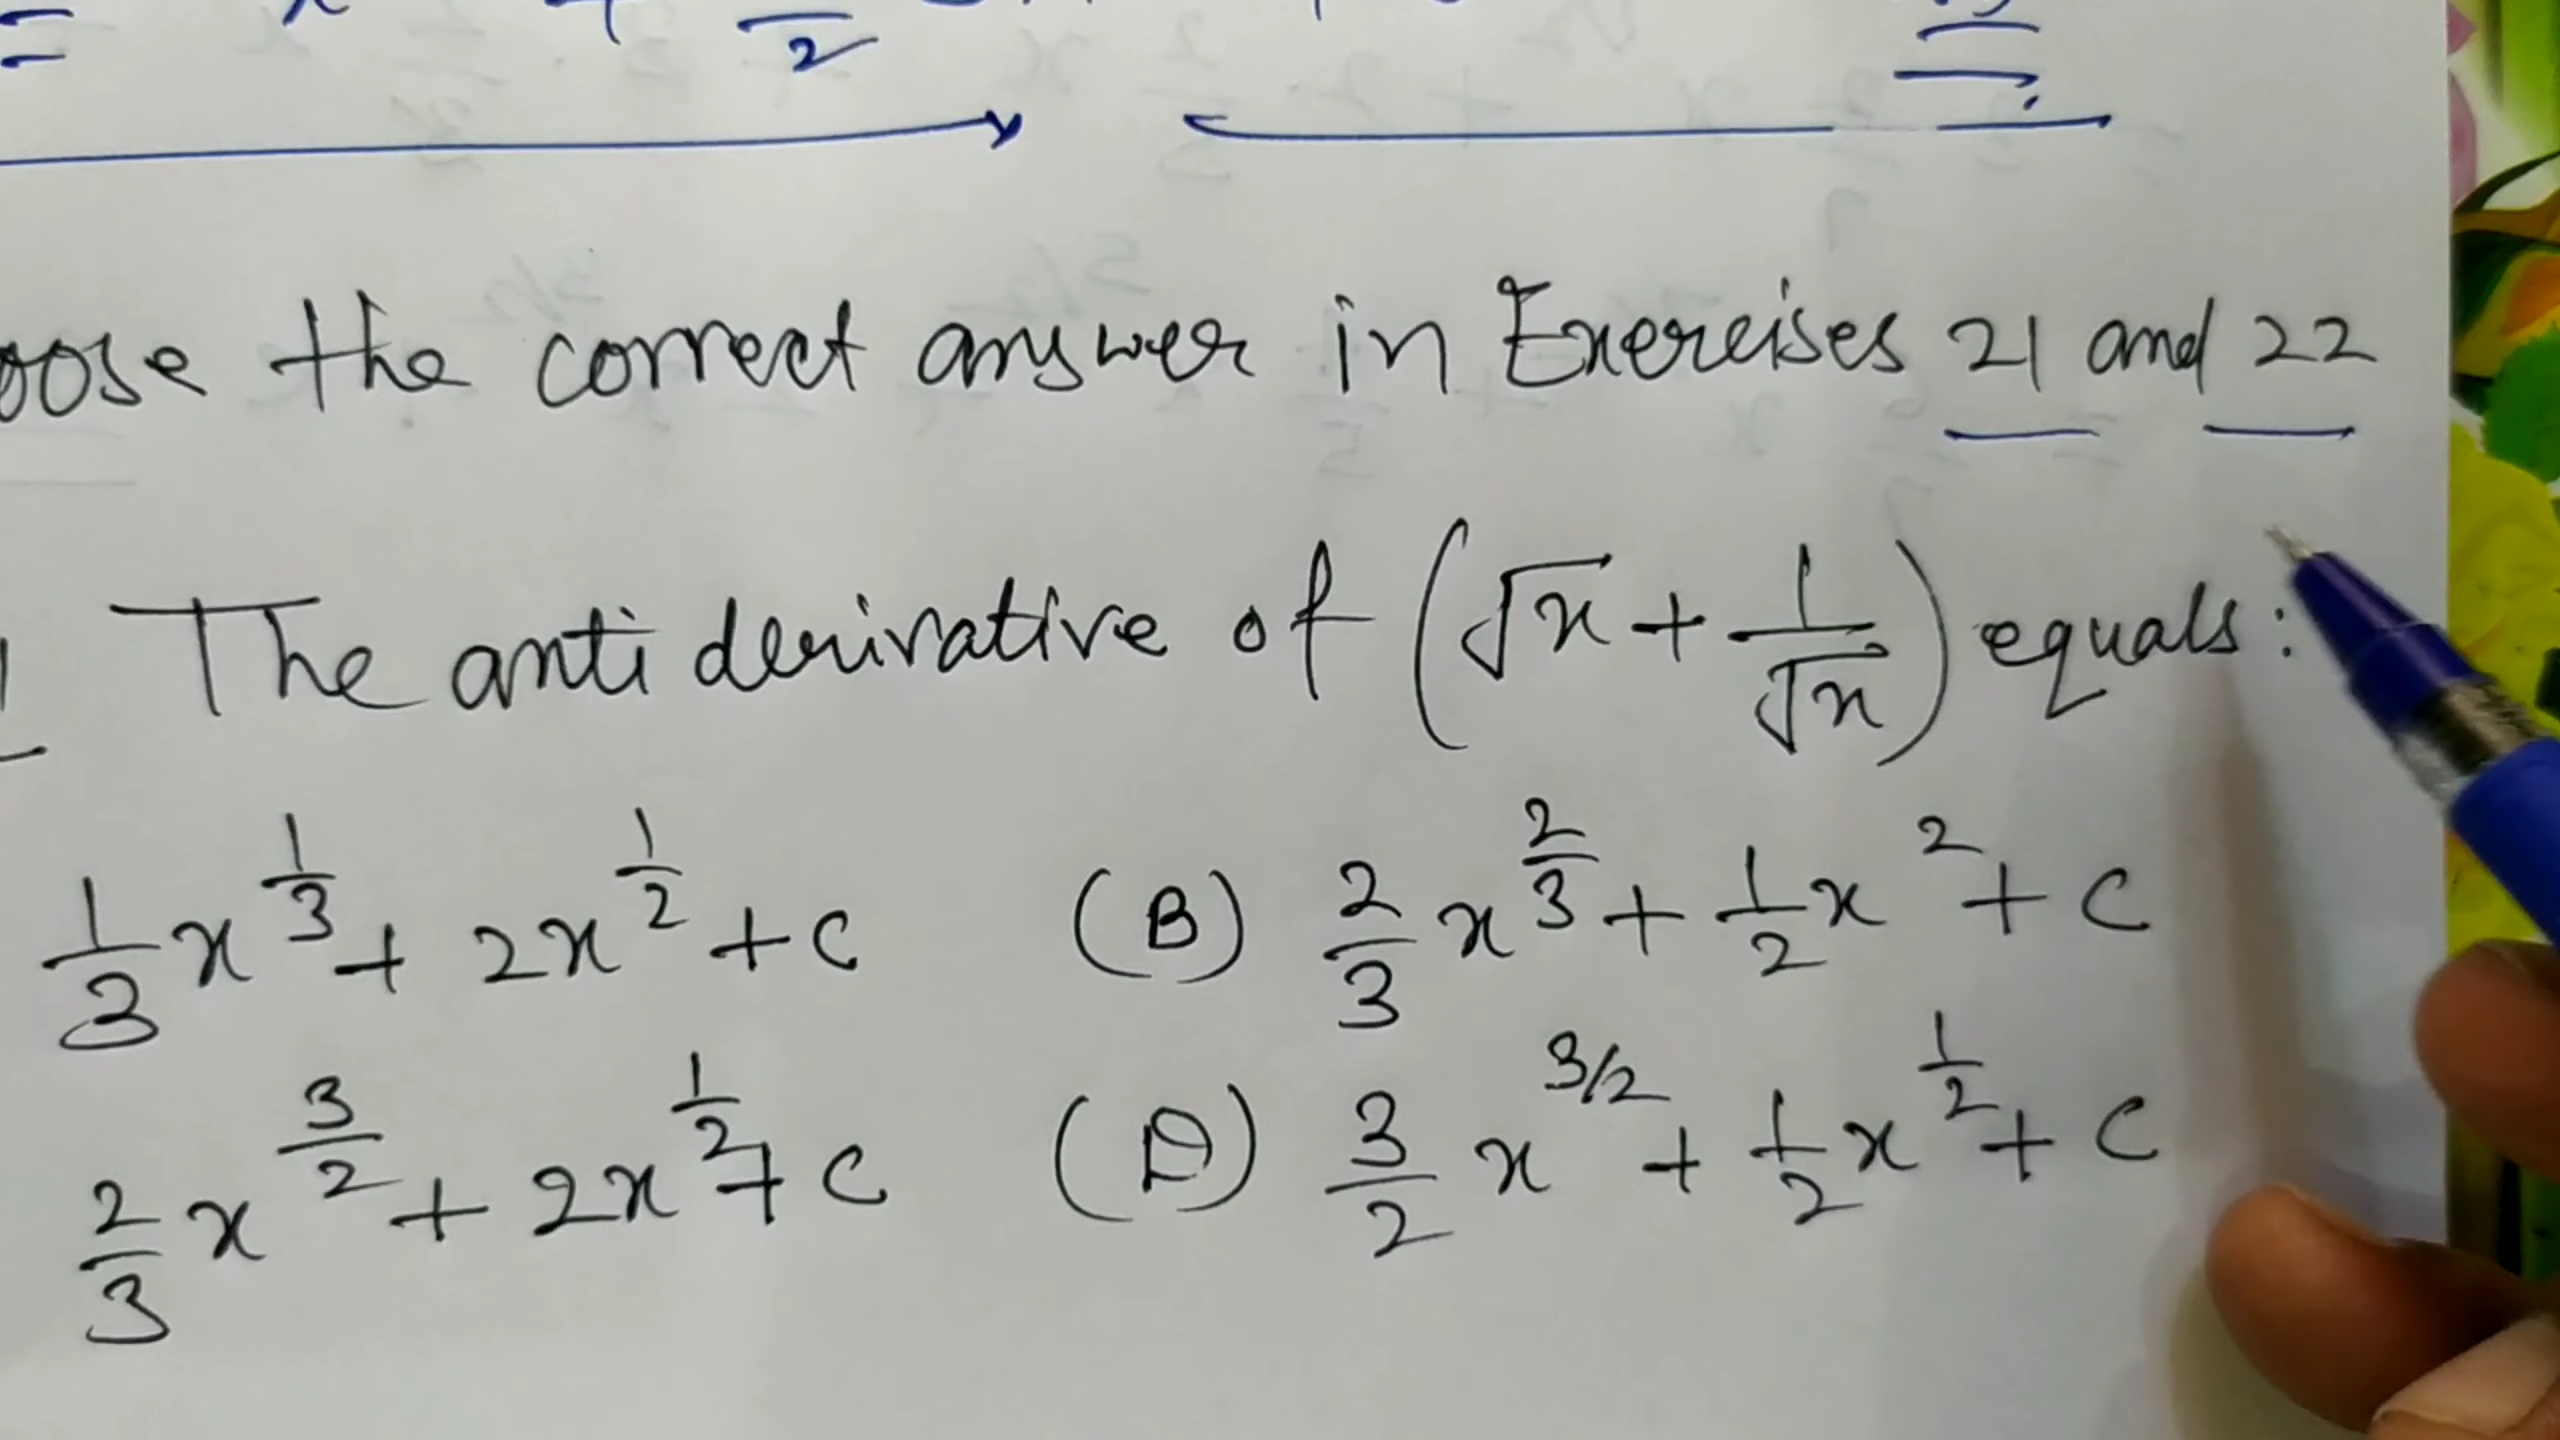 = x + /2
oose the correct answer in Exercises 21 and 22
1 The anti derivative of (√x + 1/√x) equals:
1/3 x^1/3 + 2x^1/2 + C (B) 2/3 x^2/3 + 1/2 x^2 + C
2/3 x^3/2 + 2x^1/2 + C (D) 3/2 x^3/2 + 1/2 x^1/2 + C